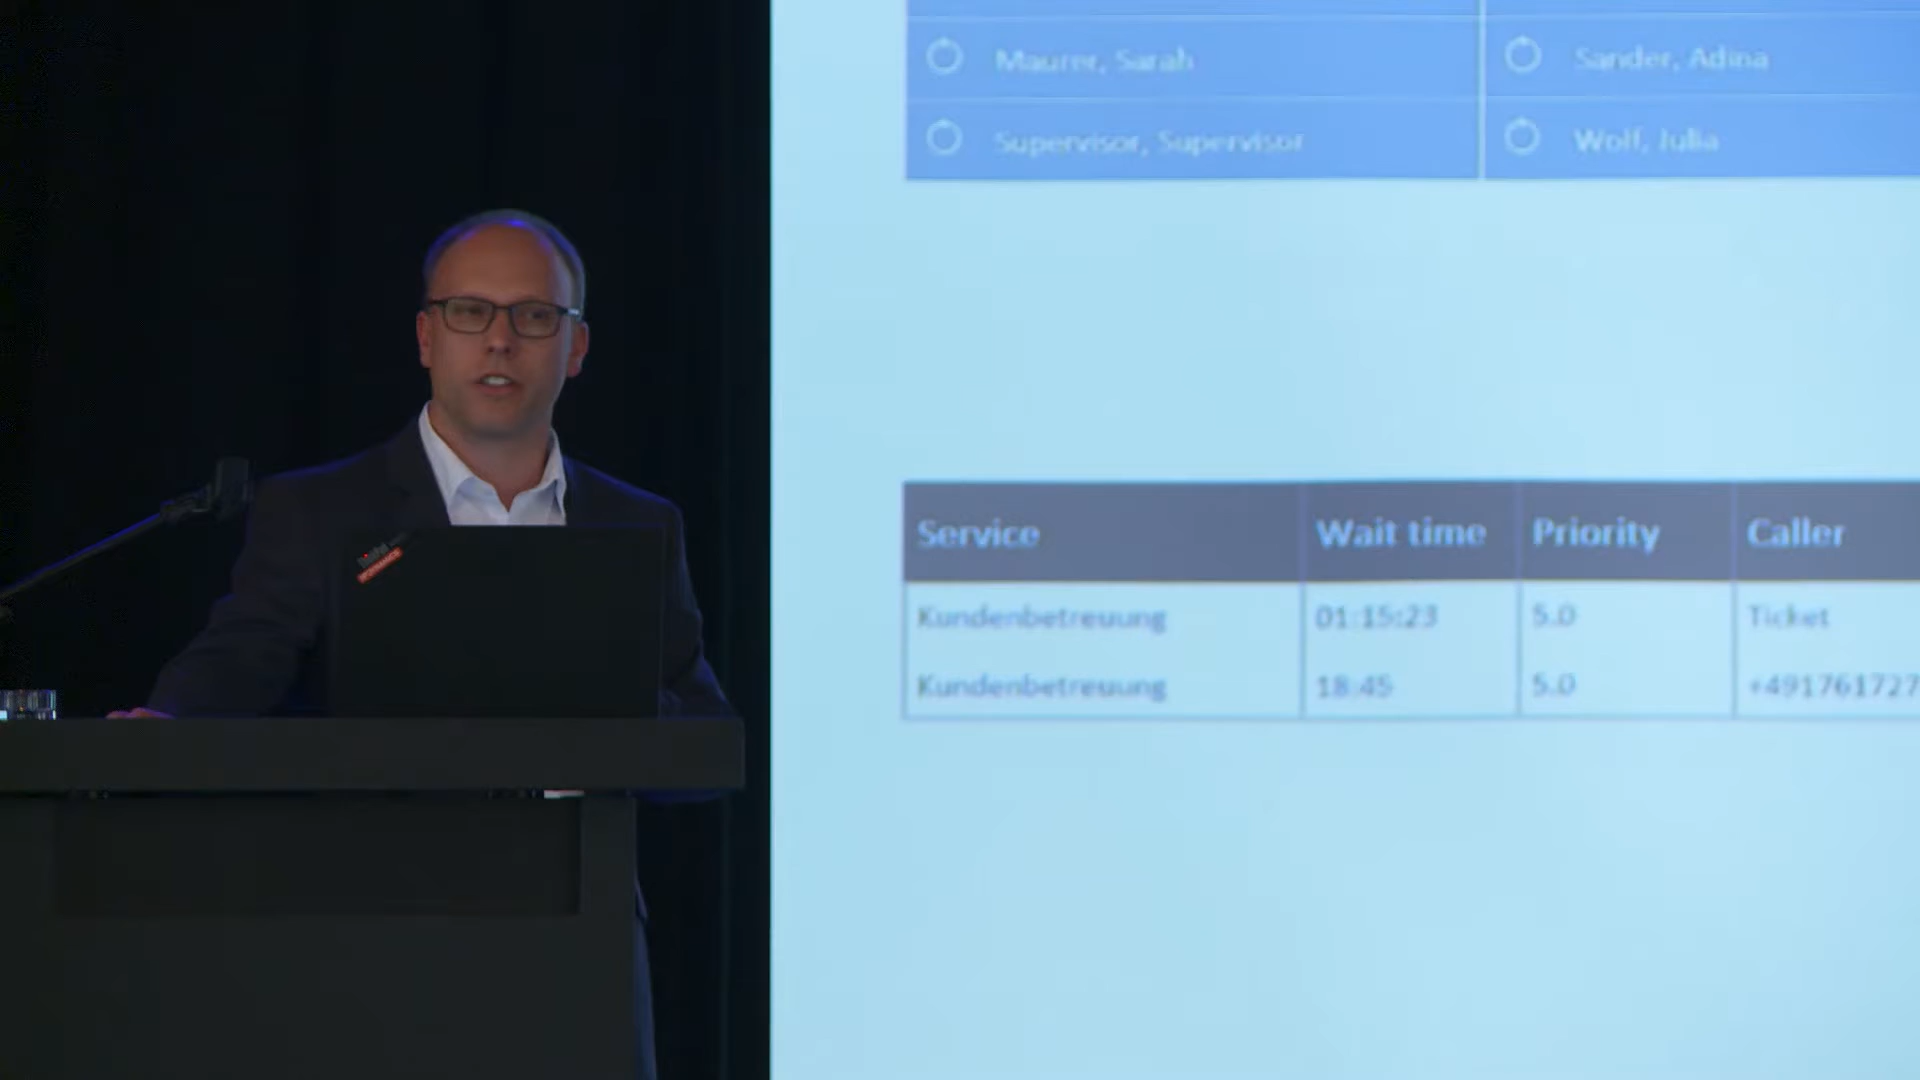 Maurer, Sarah
Sander, Adina
Supervisor, Supervisor
Wolf, Julia
Service Wait time Priority Caller
Kundenbetreuung 01:15:23 5.0 Ticket
Kundenbetreuung 18:45 5.0 +491761727